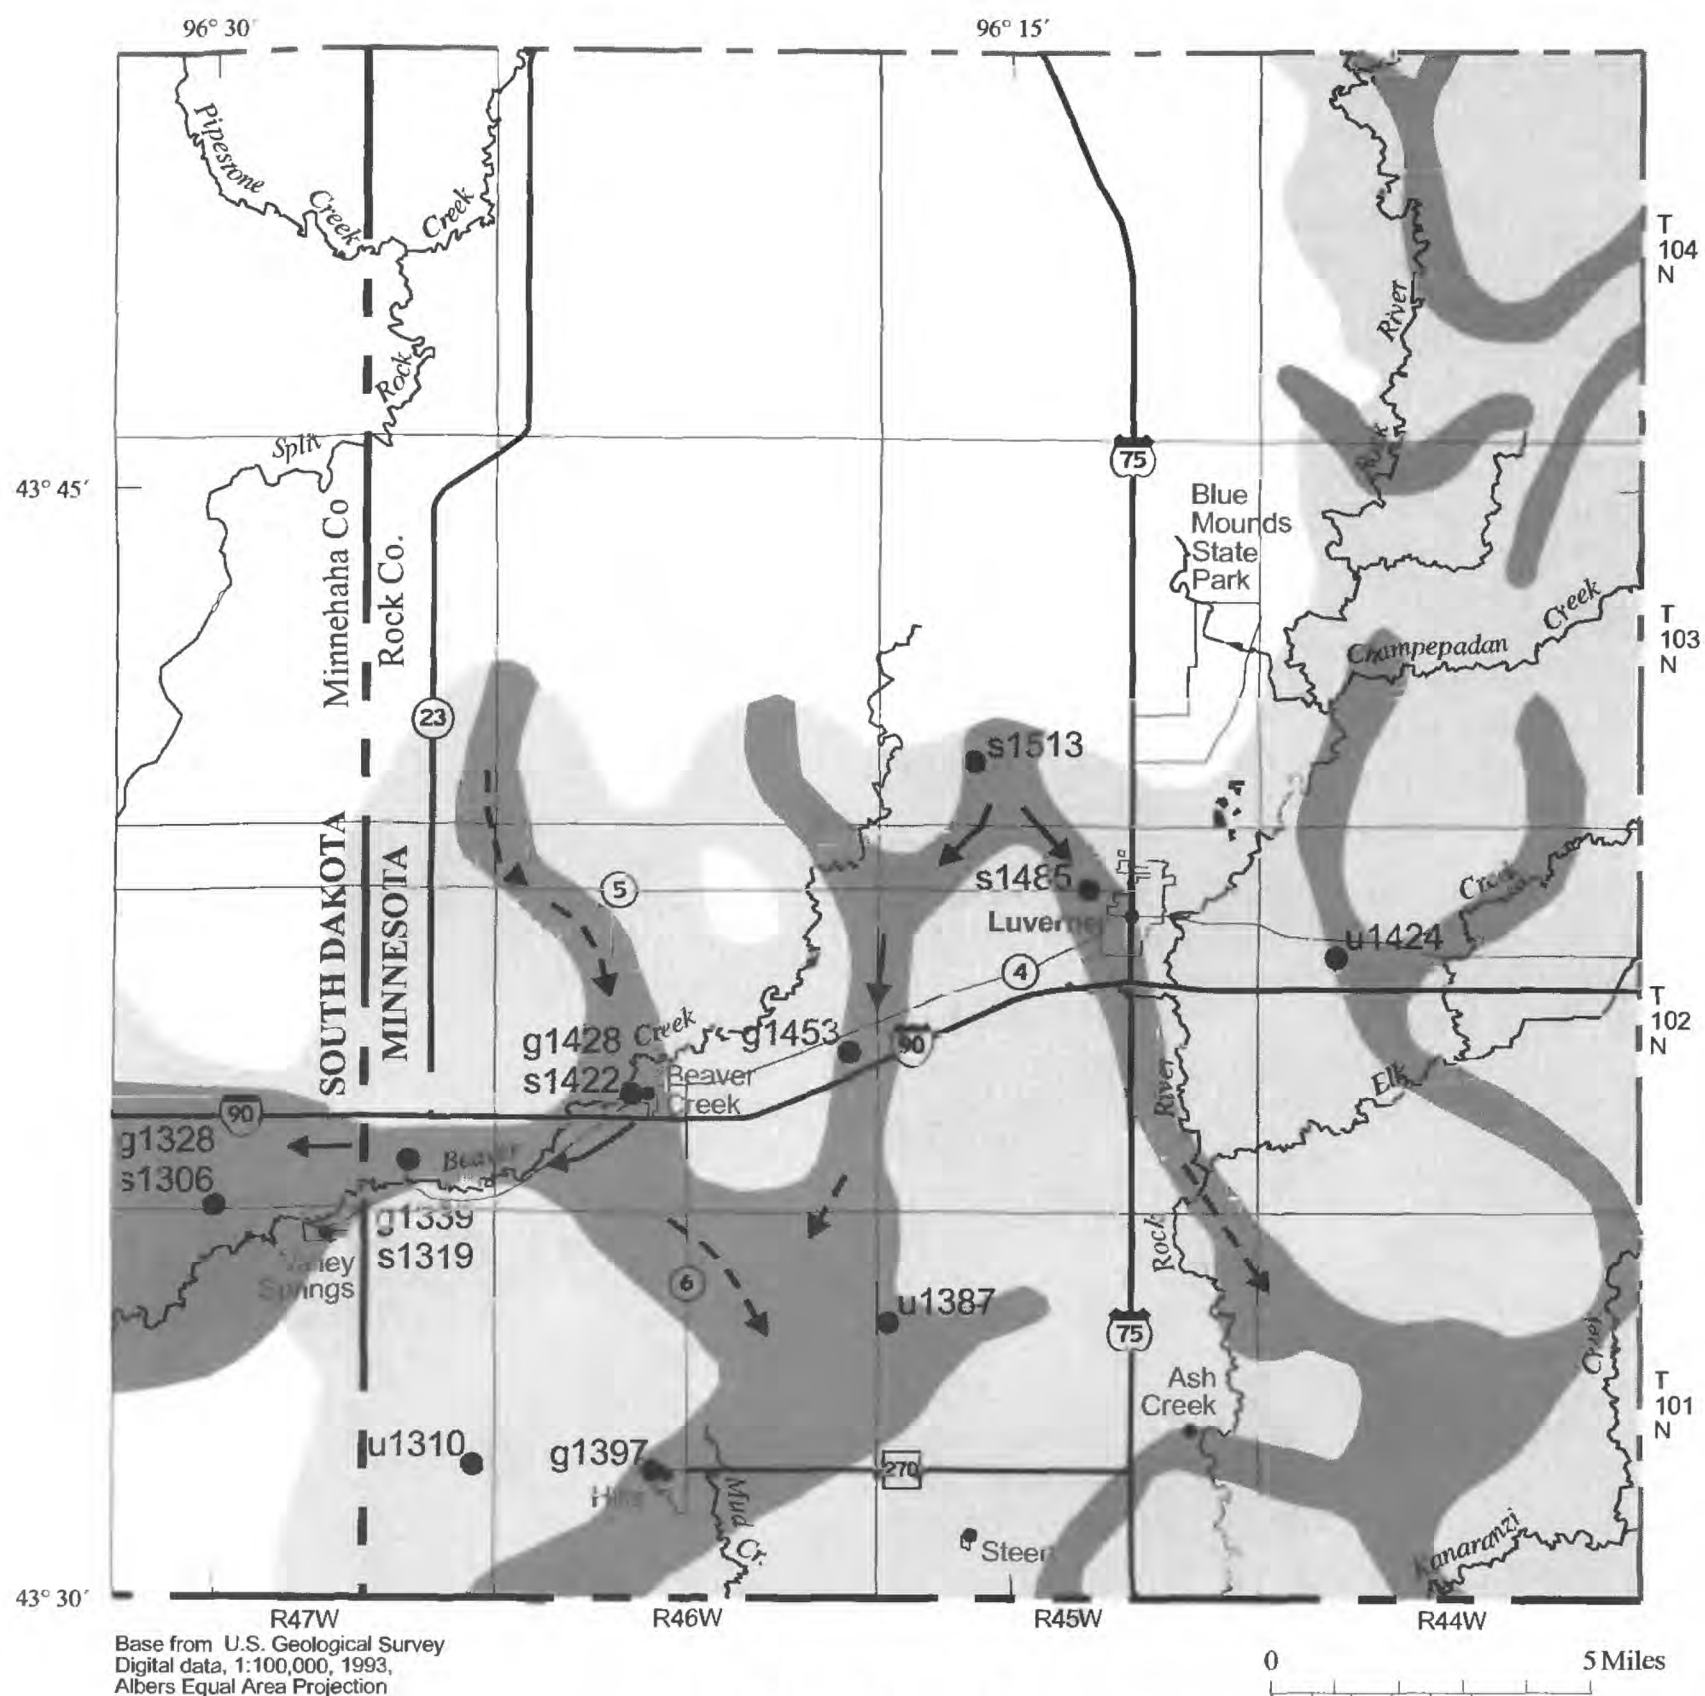 96° 30′
96° 15′
Pipestone
Creek
Creek
T
104
N
River
Rock
Split
Rock
75
43° 45′
Blue
Mounds
State
Park
Minnehaha Co
Rock Co.
Creek
Champepadan
T
103
N
23
s1513
SOUTH DAKOTA
MINNESOTA
5
s1485
Creek
Luverne
u1424
4
T
102
N
g1428
Creek
g1453
90
s1422
Beaver
Creek
Elk
River
90
g1328
s1306
Beaver
g1339
s1319
Valley
Springs
Rock
6
u1387
75
Creek
Ash
Creek
T
101
N
u1310
g1397
270
Hills
Mud
Cr.
Steen
Kanaranzi
43° 30′
R47W
R46W
R45W
R44W
Base from U.S. Geological Survey
Digital data, 1:100,000, 1993,
Albers Equal Area Projection
0
5 Miles